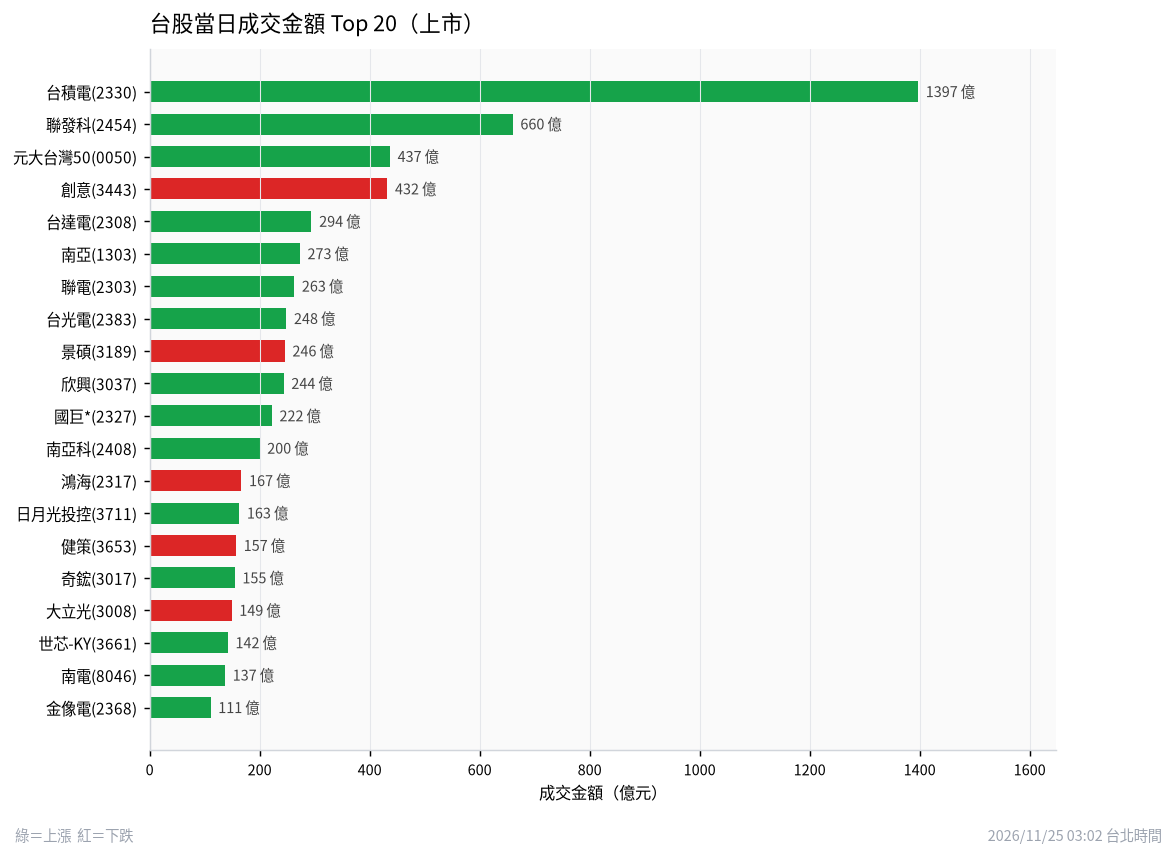 台股當日成交金額 Top 20（上市）
台積電(2330) 1397 億
聯發科(2454) 660 億
元大台灣50(0050) 437 億
創意(3443) 432 億
台達電(2308) 294 億
南亞(1303) 273 億
聯電(2303) 263 億
台光電(2383) 248 億
景碩(3189) 246 億
欣興(3037) 244 億
國巨*(2327) 222 億
南亞科(2408) 200 億
鴻海(2317) 167 億
日月光投控(3711) 163 億
健策(3653) 157 億
奇鋐(3017) 155 億
大立光(3008) 149 億
世芯-KY(3661) 142 億
南電(8046) 137 億
金像電(2368) 111 億
0 200 400 600 800 1000 1200 1400 1600
成交金額（億元）
綠＝上漲 紅＝下跌
2026/11/25 03:02 台北時間